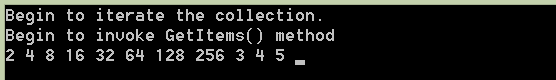 Begin to iterate the collection.
Begin to invoke GetItems() method
2 4 8 16 32 64 128 256 3 4 5